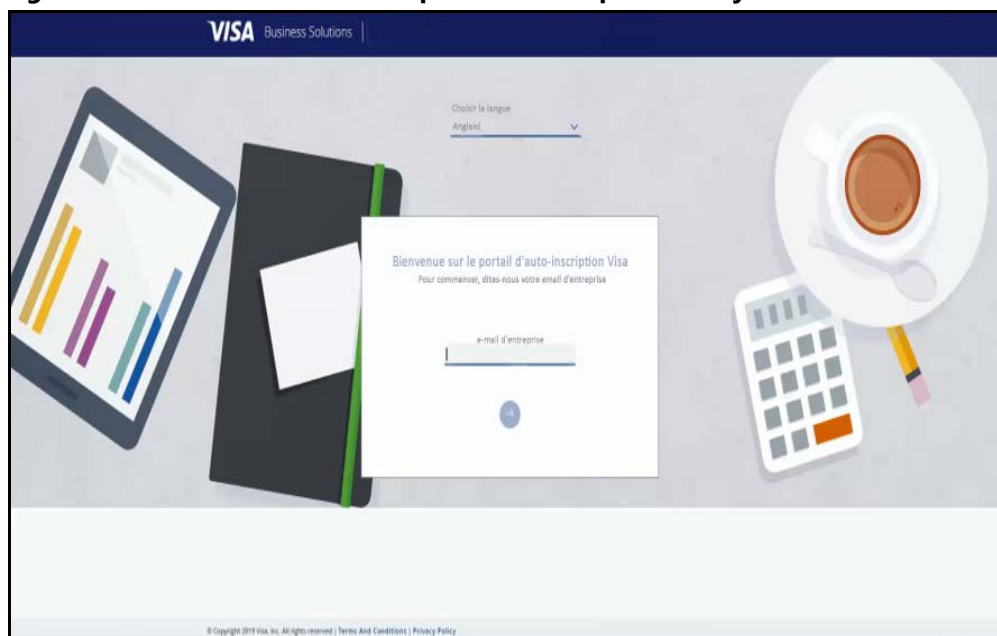 VISA Business Solutions
Choisir la langue
Anglais
Bienvenue sur le portail d'auto-inscription Visa
Pour commencer, dites-nous votre email d'entreprise
e-mail d'entreprise
© Copyright 2019 Visa, Inc. All rights reserved | Terms And Conditions | Privacy Policy